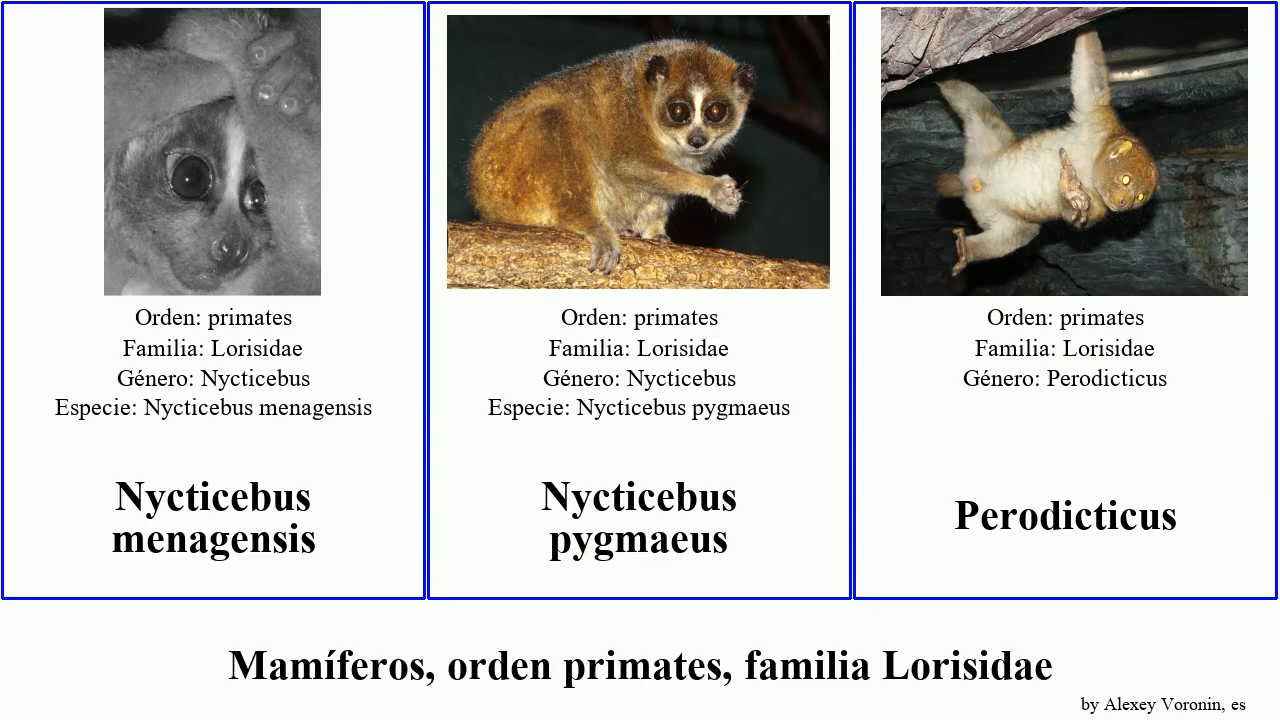 Orden: primates
Familia: Lorisidae
Género: Nycticebus
Especie: Nycticebus menagensis
Nycticebus
menagensis
Orden: primates
Familia: Lorisidae
Género: Nycticebus
Especie: Nycticebus pygmaeus
Nycticebus
pygmaeus
Orden: primates
Familia: Lorisidae
Género: Perodicticus
Perodicticus
Mamíferos, orden primates, familia Lorisidae
by Alexey Voronin, es